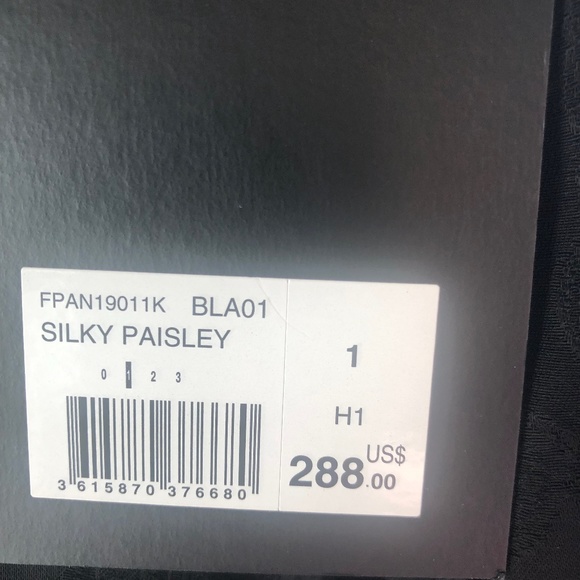 FPAN19011K BLA01
SILKY PAISLEY
0 1 2 3
3 615870 376680
1
H1
US$
288.00